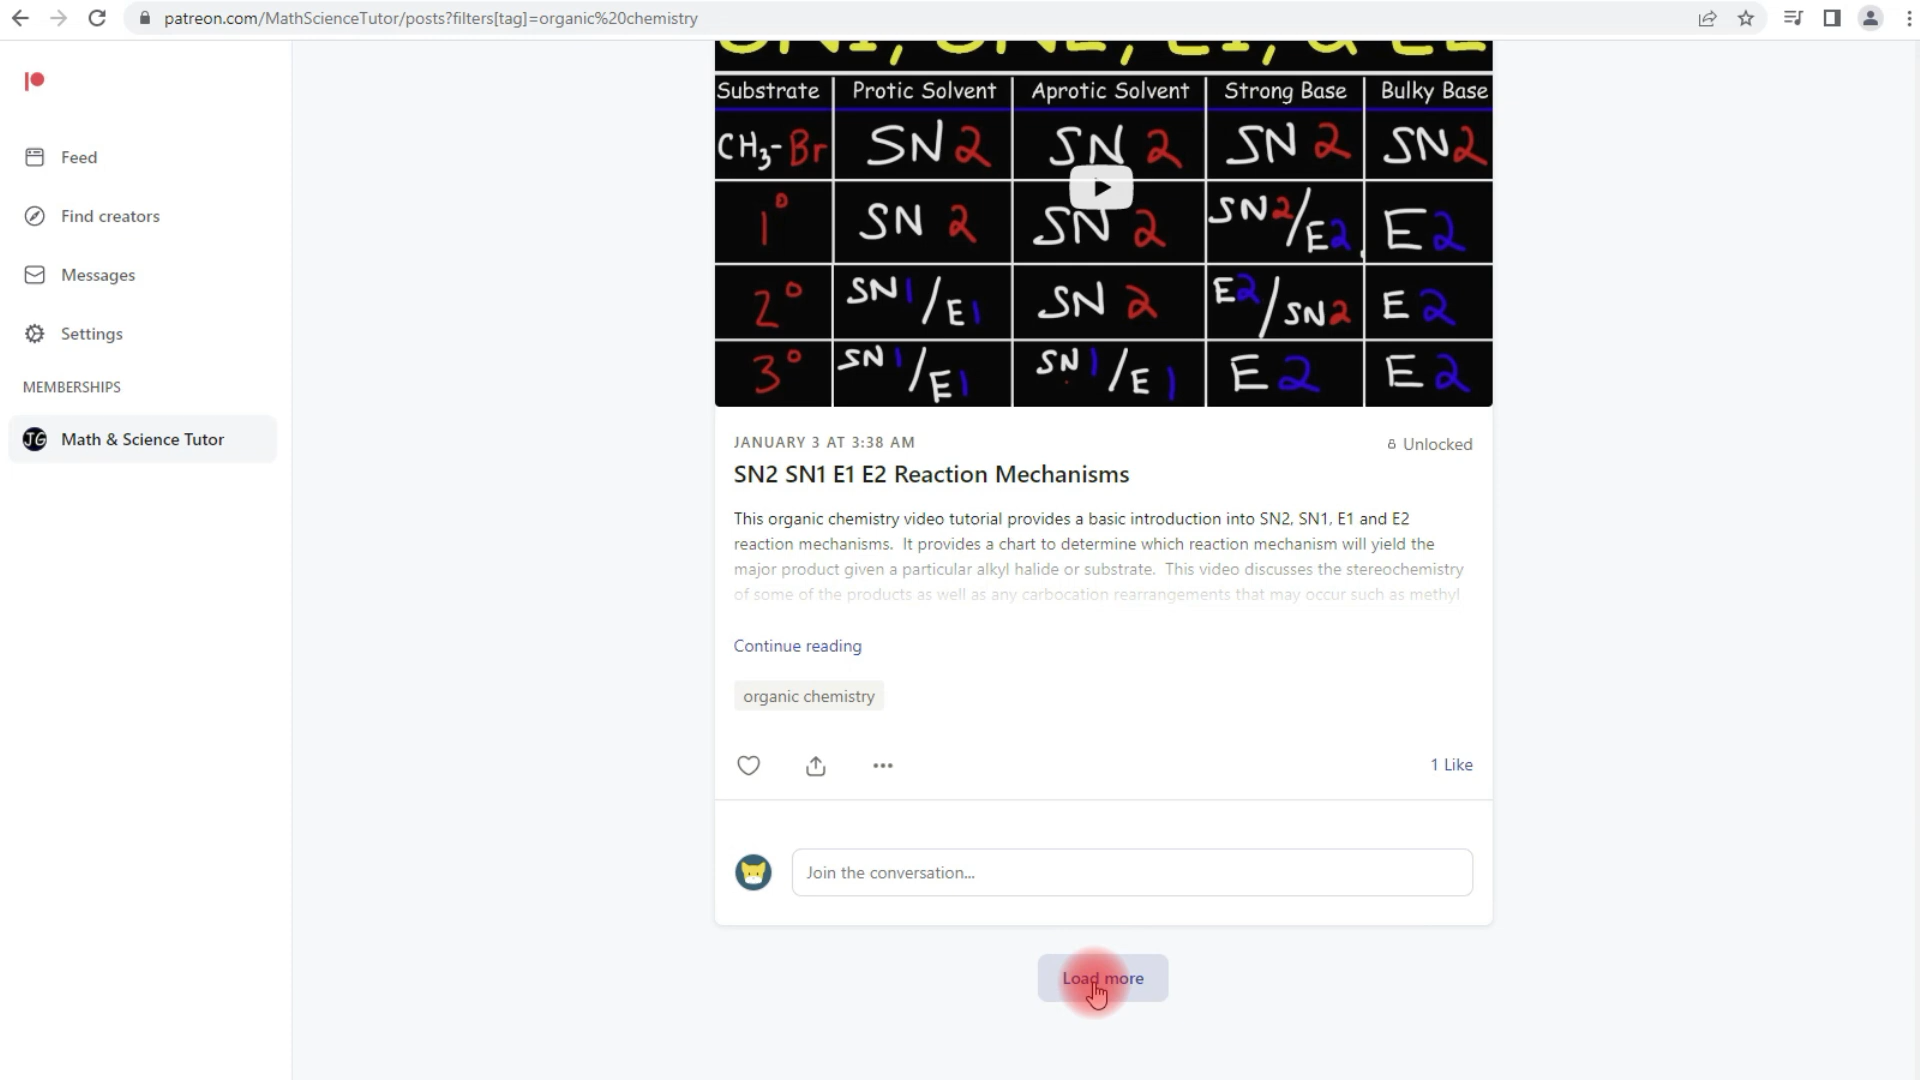 patreon.com/MathScienceTutor/posts?filters[tag]=organic%20chemistry
Feed
Find creators
Messages
Settings
MEMBERSHIPS
JG Math & Science Tutor
SN1, SN2, E1, & E2
Substrate Protic Solvent Aprotic Solvent Strong Base Bulky Base
CH3-Br SN2 SN2 SN2 SN2
1° SN2 SN2 SN2/E2 E2
2° SN1/E1 SN2 E2/SN2 E2
3° SN1/E1 SN1/E1 E2 E2
JANUARY 3 AT 3:38 AM
Unlocked
SN2 SN1 E1 E2 Reaction Mechanisms
This organic chemistry video tutorial provides a basic introduction into SN2, SN1, E1 and E2
reaction mechanisms. It provides a chart to determine which reaction mechanism will yield the
major product given a particular alkyl halide or substrate. This video discusses the stereochemistry
of some of the products as well as any carbocation rearrangements that may occur such as methyl
Continue reading
organic chemistry
1 Like
Join the conversation...
Load more